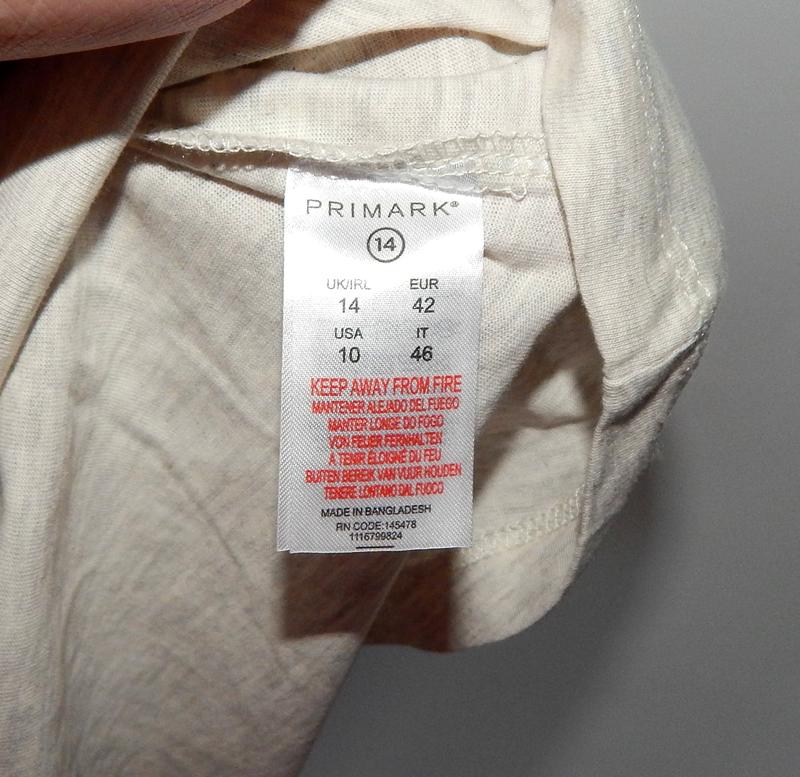 PRIMARK®
14
UK/IRL EUR
14 42
USA IT
10 46
KEEP AWAY FROM FIRE
MANTENER ALEJADO DEL FUEGO
MANTER LONGE DO FOGO
VON FEUER FERNHALTEN
À TENIR ÉLOIGNÉ DU FEU
BUITEN BEREIK VAN VUUR HOUDEN
TENERE LONTANO DAL FUOCO
MADE IN BANGLADESH
RN CODE:145478
1116799824